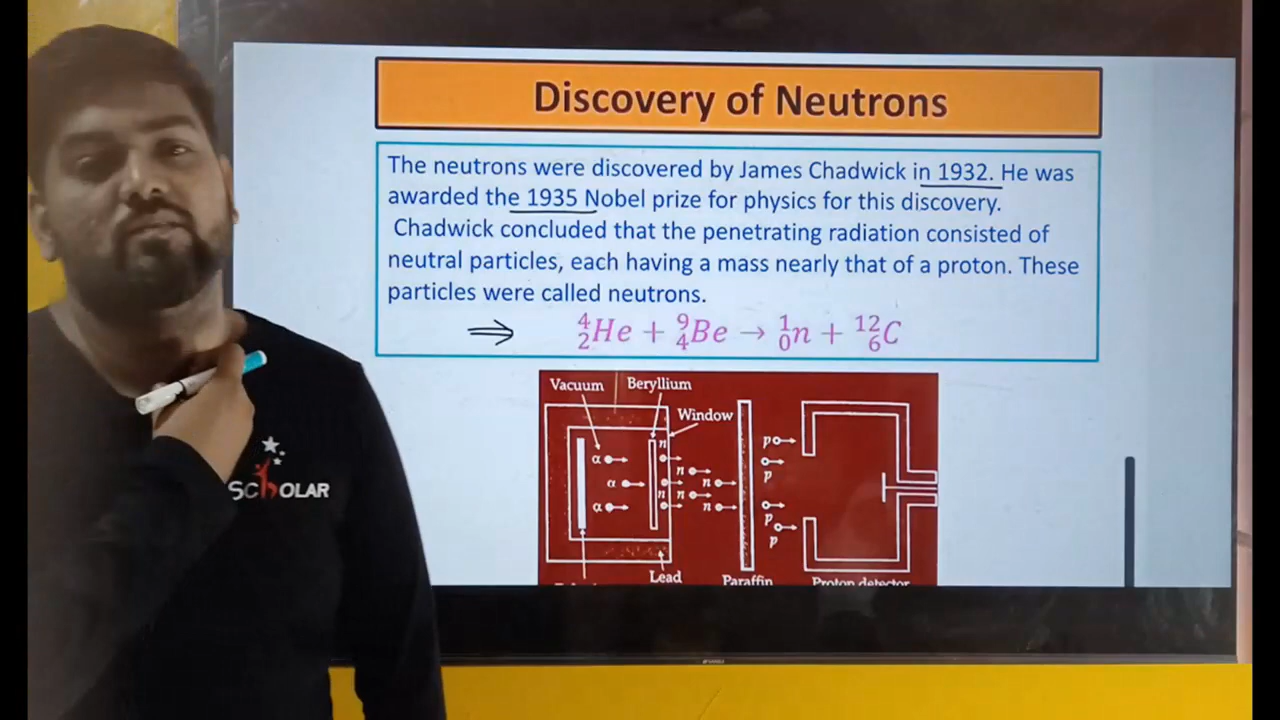 Discovery of Neutrons
The neutrons were discovered by James Chadwick in 1932. He was
awarded the 1935 Nobel prize for physics for this discovery.
Chadwick concluded that the penetrating radiation consisted of
neutral particles, each having a mass nearly that of a proton. These
particles were called neutrons.
⇒ ⁴₂He + ⁹₄Be → ¹₀n + ¹²₆C
Vacuum Beryllium
Window
n
α n p
α n n p
α n n p
p
Lead Paraffin Proton detector
SCHOLAR